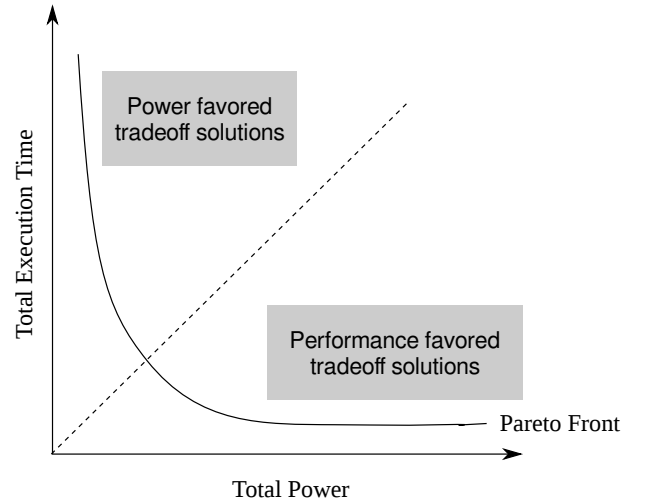 Power favored
tradeoff solutions
Total Execution Time
Performance favored
tradeoff solutions
Pareto Front
Total Power